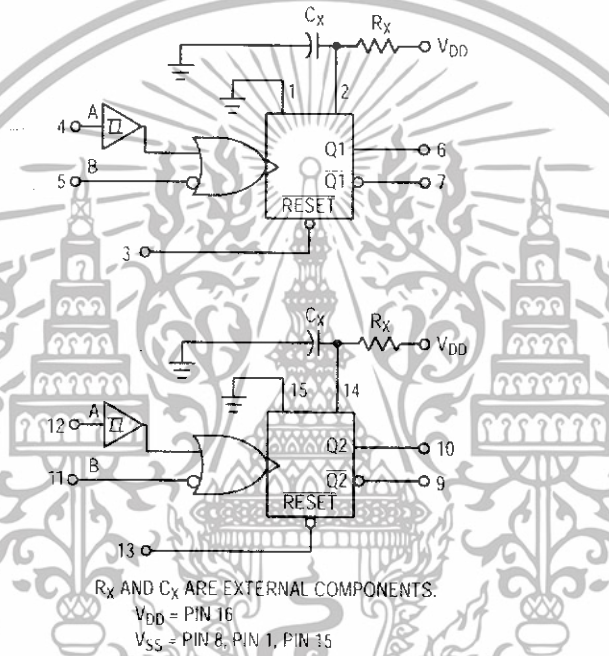 Cx Rx VDD
1 2
4 A
Q1 6
5 B
Q1 7
RESET
3
Cx Rx VDD
15 14
12 A
Q2 10
11 B
Q2 9
RESET
13
Rx AND Cx ARE EXTERNAL COMPONENTS.
VDD = PIN 16
VSS = PIN 8, PIN 1, PIN 15